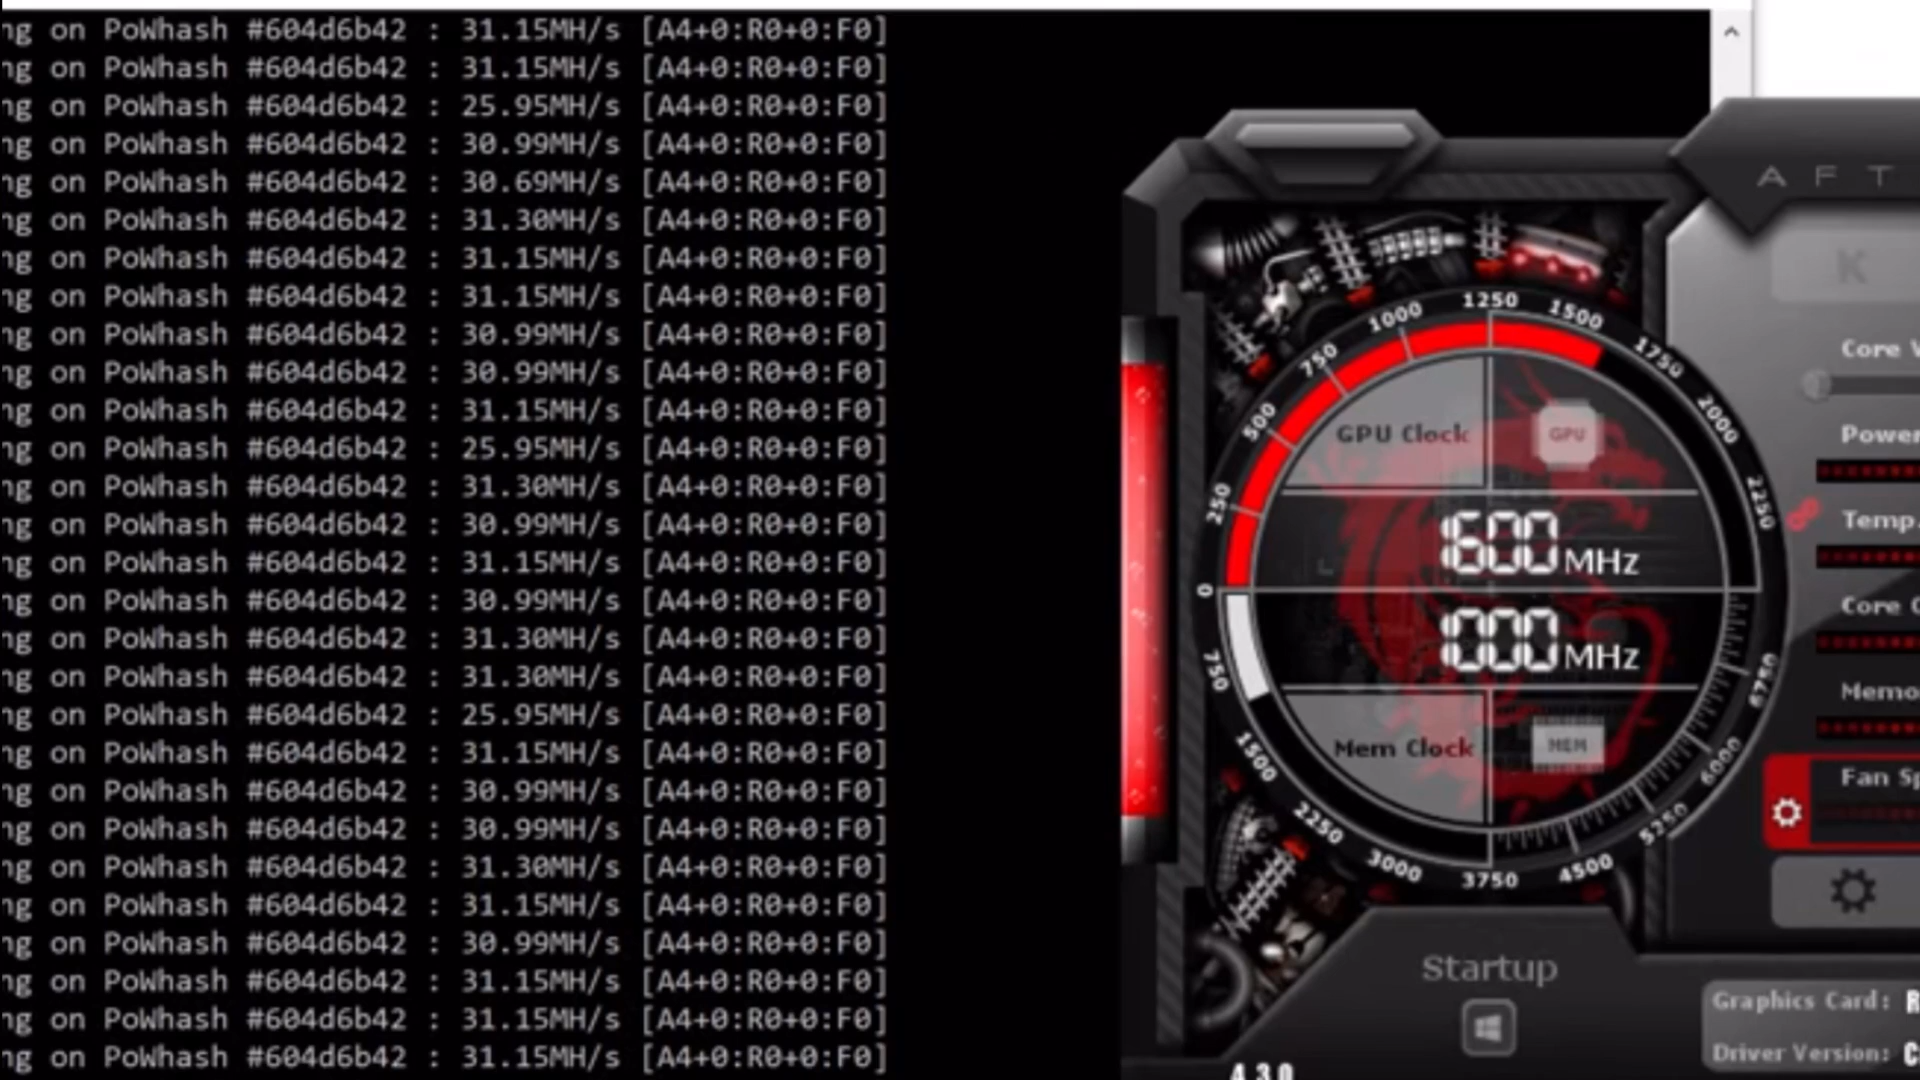 ng on PoWhash #604d6b42 : 31.15MH/s [A4+0:R0+0:F0]
ng on PoWhash #604d6b42 : 31.15MH/s [A4+0:R0+0:F0]
ng on PoWhash #604d6b42 : 25.95MH/s [A4+0:R0+0:F0]
ng on PoWhash #604d6b42 : 30.99MH/s [A4+0:R0+0:F0]
ng on PoWhash #604d6b42 : 30.69MH/s [A4+0:R0+0:F0]
ng on PoWhash #604d6b42 : 31.30MH/s [A4+0:R0+0:F0]
ng on PoWhash #604d6b42 : 31.15MH/s [A4+0:R0+0:F0]
ng on PoWhash #604d6b42 : 31.15MH/s [A4+0:R0+0:F0]
ng on PoWhash #604d6b42 : 30.99MH/s [A4+0:R0+0:F0]
ng on PoWhash #604d6b42 : 30.99MH/s [A4+0:R0+0:F0]
ng on PoWhash #604d6b42 : 31.15MH/s [A4+0:R0+0:F0]
ng on PoWhash #604d6b42 : 25.95MH/s [A4+0:R0+0:F0]
ng on PoWhash #604d6b42 : 31.30MH/s [A4+0:R0+0:F0]
ng on PoWhash #604d6b42 : 30.99MH/s [A4+0:R0+0:F0]
ng on PoWhash #604d6b42 : 31.15MH/s [A4+0:R0+0:F0]
ng on PoWhash #604d6b42 : 30.99MH/s [A4+0:R0+0:F0]
ng on PoWhash #604d6b42 : 31.30MH/s [A4+0:R0+0:F0]
ng on PoWhash #604d6b42 : 31.30MH/s [A4+0:R0+0:F0]
ng on PoWhash #604d6b42 : 25.95MH/s [A4+0:R0+0:F0]
ng on PoWhash #604d6b42 : 31.15MH/s [A4+0:R0+0:F0]
ng on PoWhash #604d6b42 : 30.99MH/s [A4+0:R0+0:F0]
ng on PoWhash #604d6b42 : 30.99MH/s [A4+0:R0+0:F0]
ng on PoWhash #604d6b42 : 31.30MH/s [A4+0:R0+0:F0]
ng on PoWhash #604d6b42 : 31.15MH/s [A4+0:R0+0:F0]
ng on PoWhash #604d6b42 : 30.99MH/s [A4+0:R0+0:F0]
ng on PoWhash #604d6b42 : 31.15MH/s [A4+0:R0+0:F0]
ng on PoWhash #604d6b42 : 31.15MH/s [A4+0:R0+0:F0]
ng on PoWhash #604d6b42 : 31.15MH/s [A4+0:R0+0:F0]
A F T
K
0 250 500 750 1000 1250 1500 1750 2000 2250
GPU Clock GPU
1600 MHz
1000 MHz
Mem Clock MEM
750 1500 2250 3000 3750 4500 5250 6000 6750
Core V
Power
Temp.
Core C
Memo
Fan Sp
Startup
4.3.0
Graphics Card: R
Driver Version: C